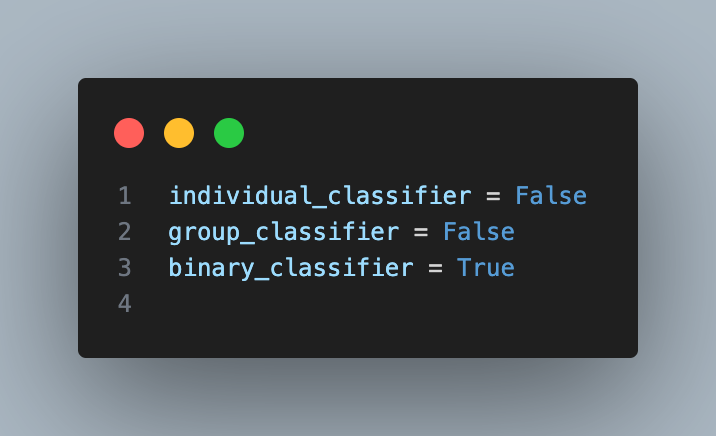 1 individual_classifier = False
2 group_classifier = False
3 binary_classifier = True
4